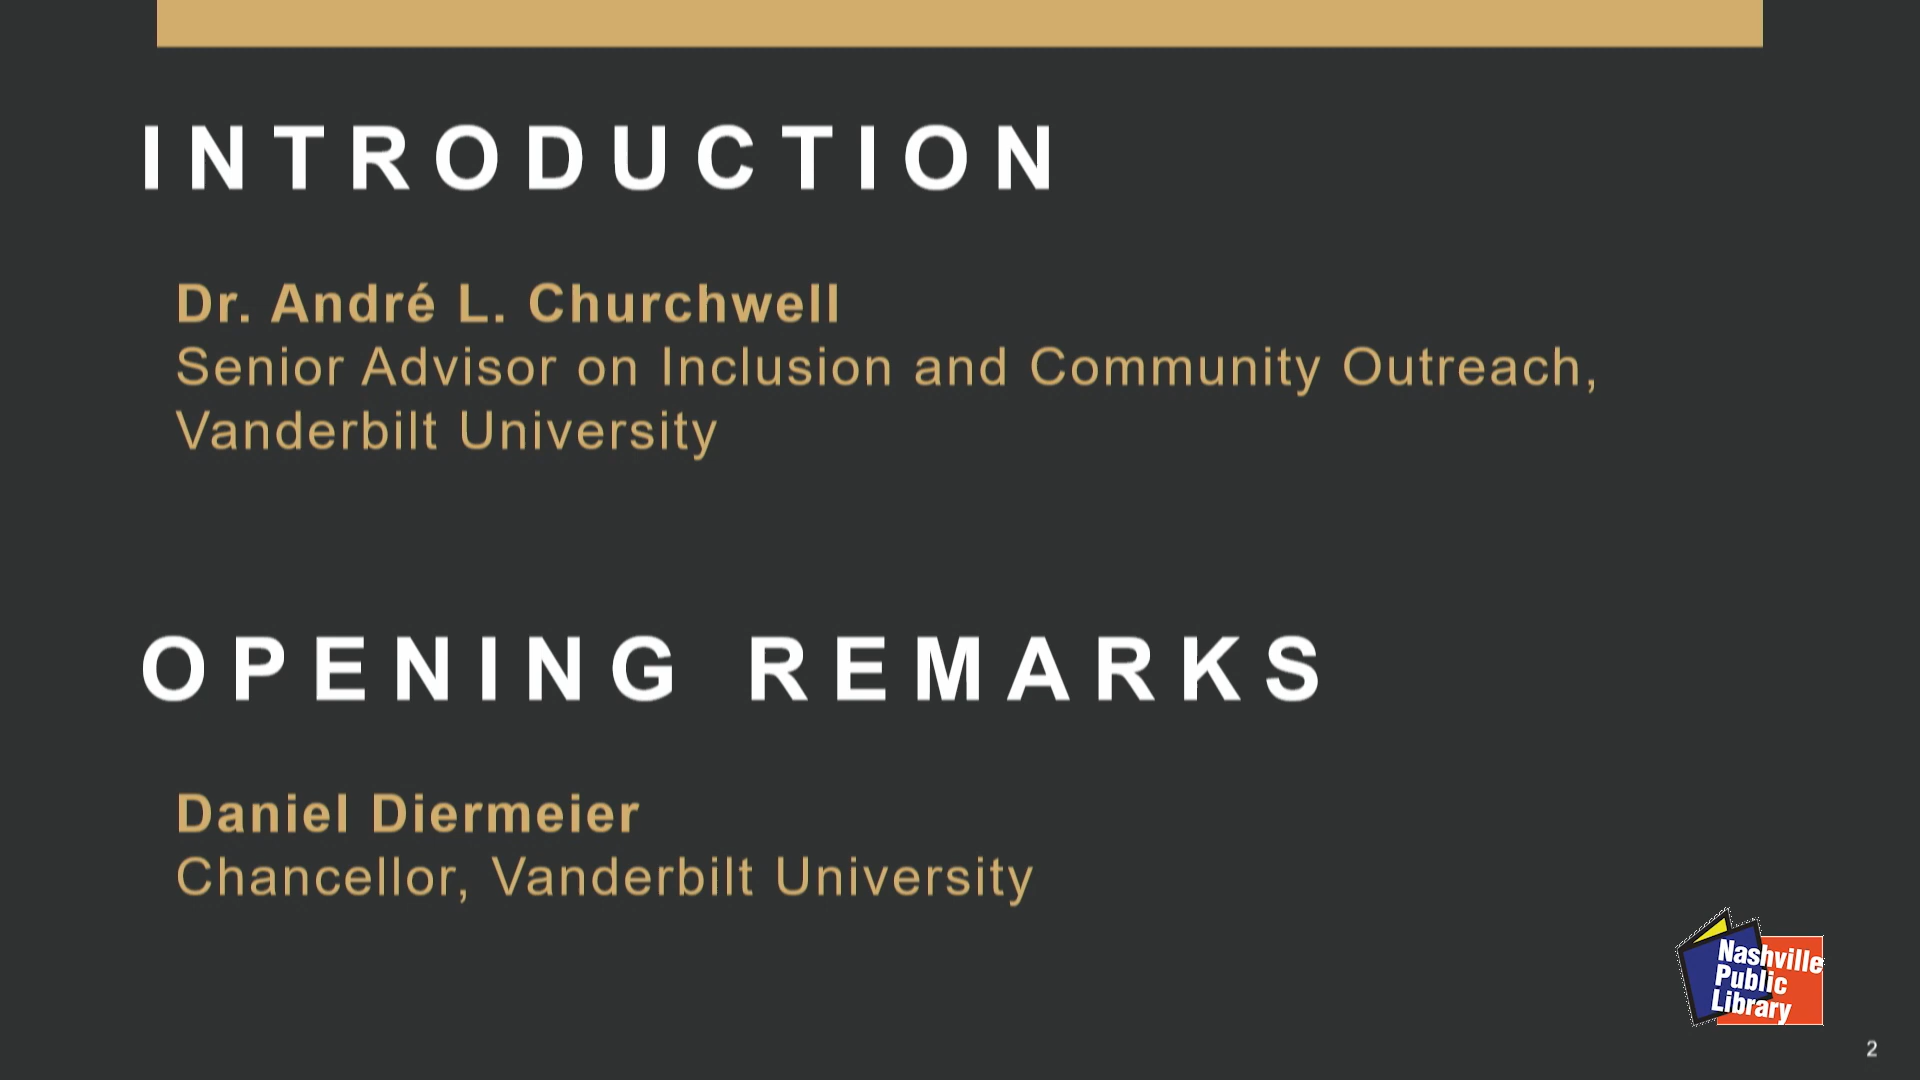 INTRODUCTION
Dr. André L. Churchwell
Senior Advisor on Inclusion and Community Outreach,
Vanderbilt University
OPENING REMARKS
Daniel Diermeier
Chancellor, Vanderbilt University
Nashville
Public
Library
2